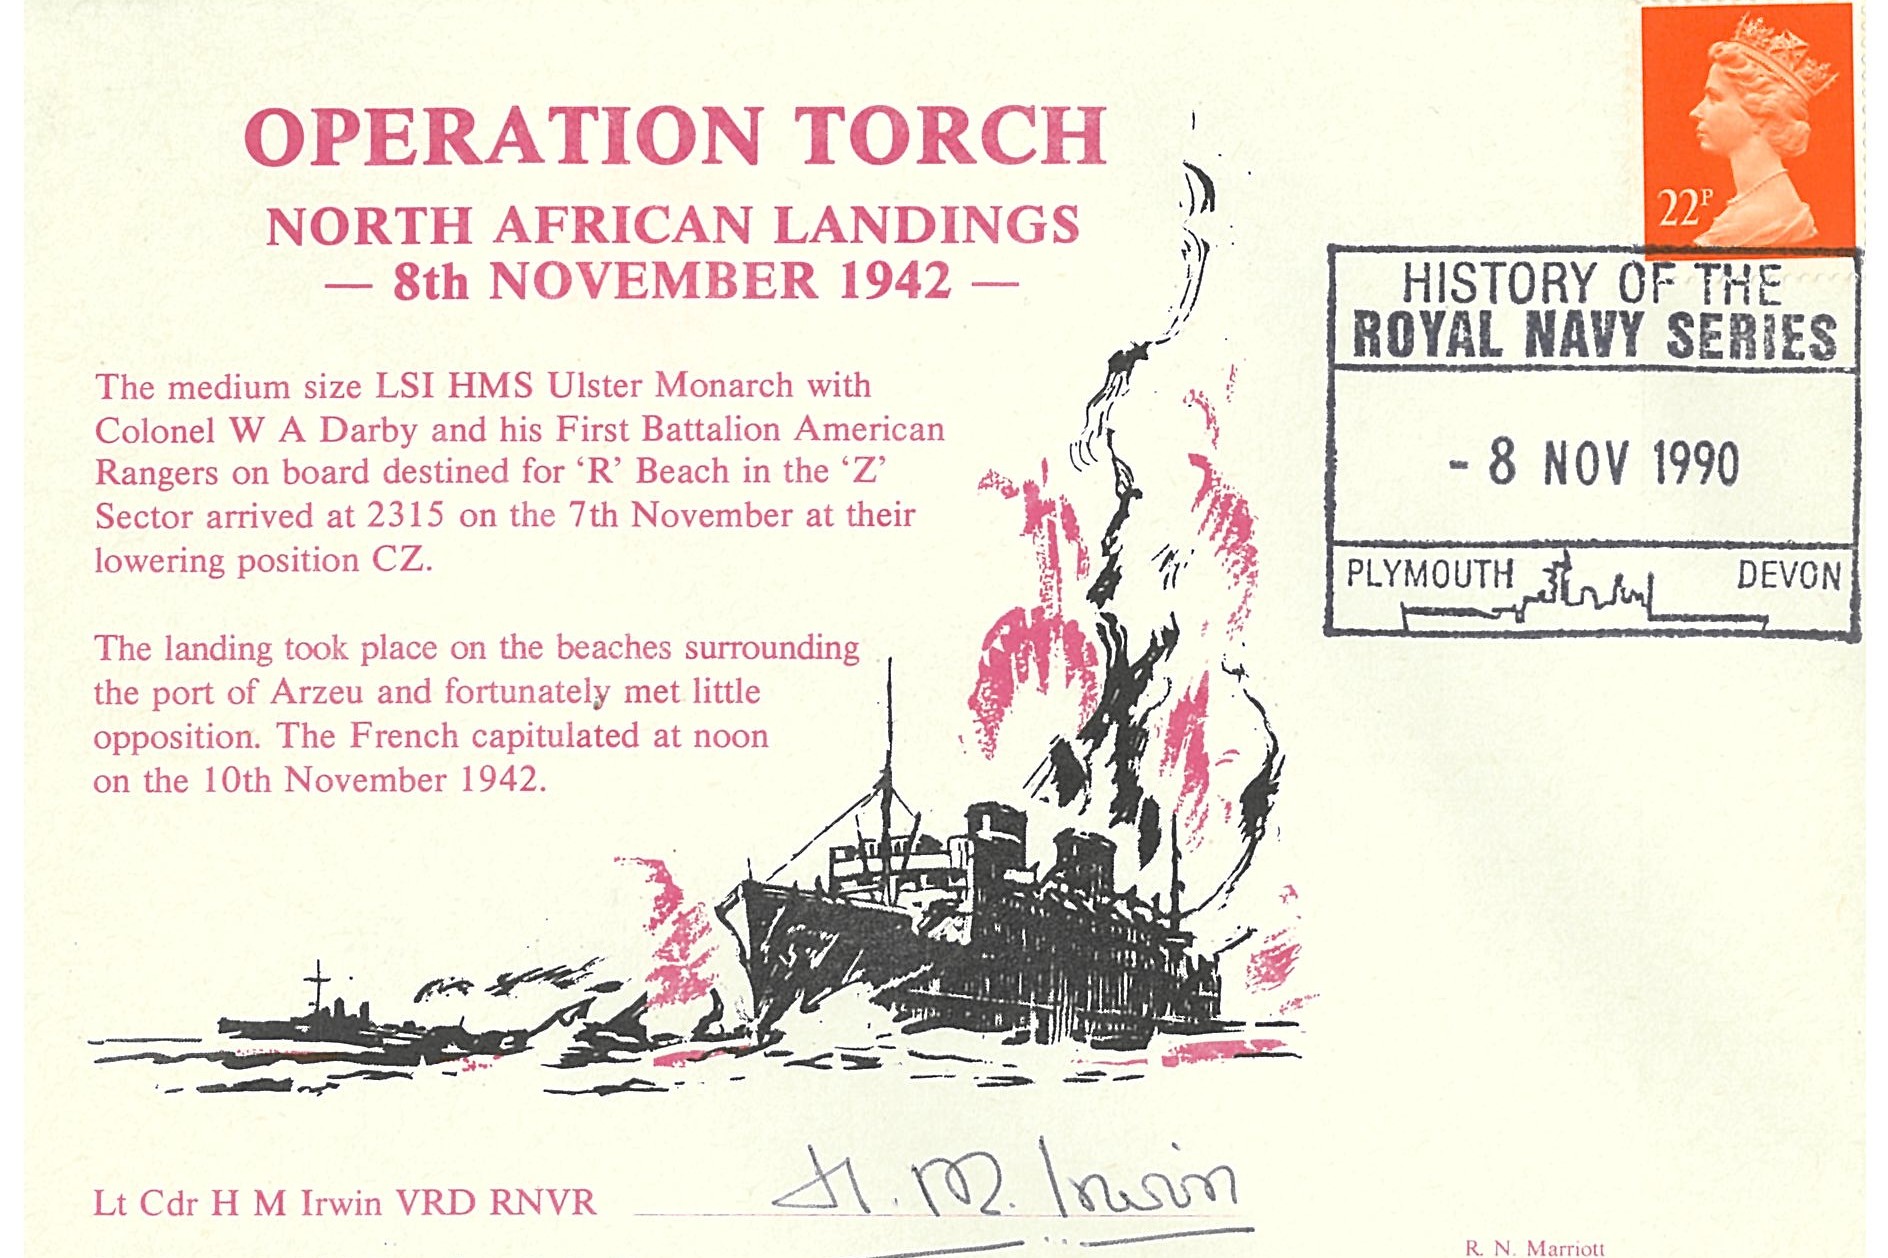 OPERATION TORCH
NORTH AFRICAN LANDINGS
— 8th NOVEMBER 1942 —
The medium size LSI HMS Ulster Monarch with
Colonel W A Darby and his First Battalion American
Rangers on board destined for ‘R’ Beach in the ‘Z’
Sector arrived at 2315 on the 7th November at their
lowering position CZ.
The landing took place on the beaches surrounding
the port of Arzeu and fortunately met little
opposition. The French capitulated at noon
on the 10th November 1942.
Lt Cdr H M Irwin VRD RNVR
H. M. Irwin
22P
HISTORY OF THE
ROYAL NAVY SERIES
- 8 NOV 1990
PLYMOUTH DEVON
R. N. Marriott